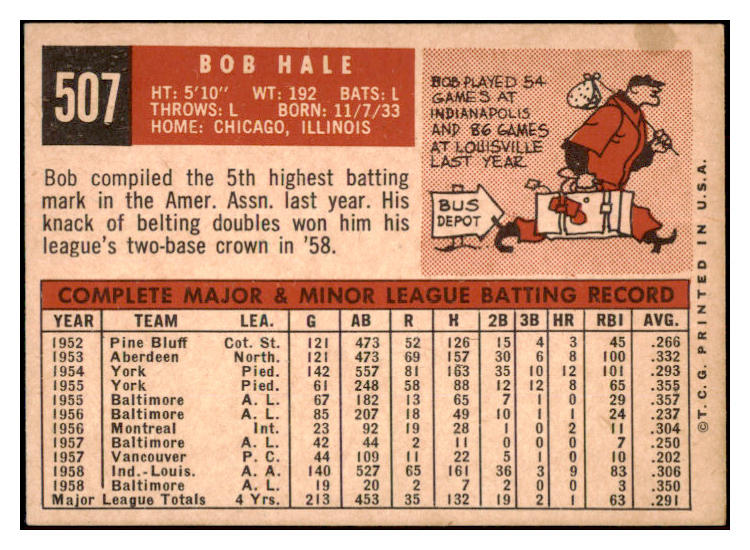 507
BOB HALE
HT: 5'10" WT: 192 BATS: L
THROWS: L BORN: 11/7/33
HOME: CHICAGO, ILLINOIS
Bob compiled the 5th highest batting
mark in the Amer. Assn. last year. His
knack of belting doubles won him his
league's two-base crown in '58.
BOB PLAYED 54
GAMES AT
INDIANAPOLIS
AND 86 GAMES
AT LOUISVILLE
LAST YEAR
BUS
DEPOT
COMPLETE MAJOR & MINOR LEAGUE BATTING RECORD
YEAR TEAM LEA. G AB R H 2B 3B HR RBI AVG.
1952 Pine Bluff Cot. St. 121 473 52 126 15 4 3 45 .266
1953 Aberdeen North. 121 473 69 157 30 6 8 100 .332
1954 York Pied. 142 557 81 163 35 10 12 101 .293
1955 York Pied. 61 248 58 88 12 12 8 65 .355
1955 Baltimore A. L. 67 182 13 65 7 1 0 29 .357
1956 Baltimore A. L. 85 207 18 49 10 1 1 24 .237
1956 Montreal Int. 23 92 19 28 1 0 2 11 .304
1957 Baltimore A. L. 42 44 2 11 0 0 0 7 .250
1957 Vancouver P. C. 44 109 11 22 5 1 0 10 .202
1958 Ind.-Louis. A. A. 140 527 65 161 36 3 9 83 .306
1958 Baltimore A. L. 19 20 2 7 2 0 0 3 .350
Major League Totals 4 Yrs. 213 453 35 132 19 2 1 63 .291
©T.C.G. PRINTED IN U.S.A.